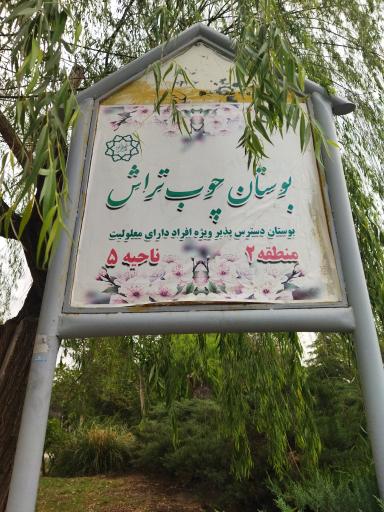 بوستان چوب تراش
بوستان دسترس پذیر ویژه افراد دارای معلولیت
منطقه ۲ ناحیه ۵